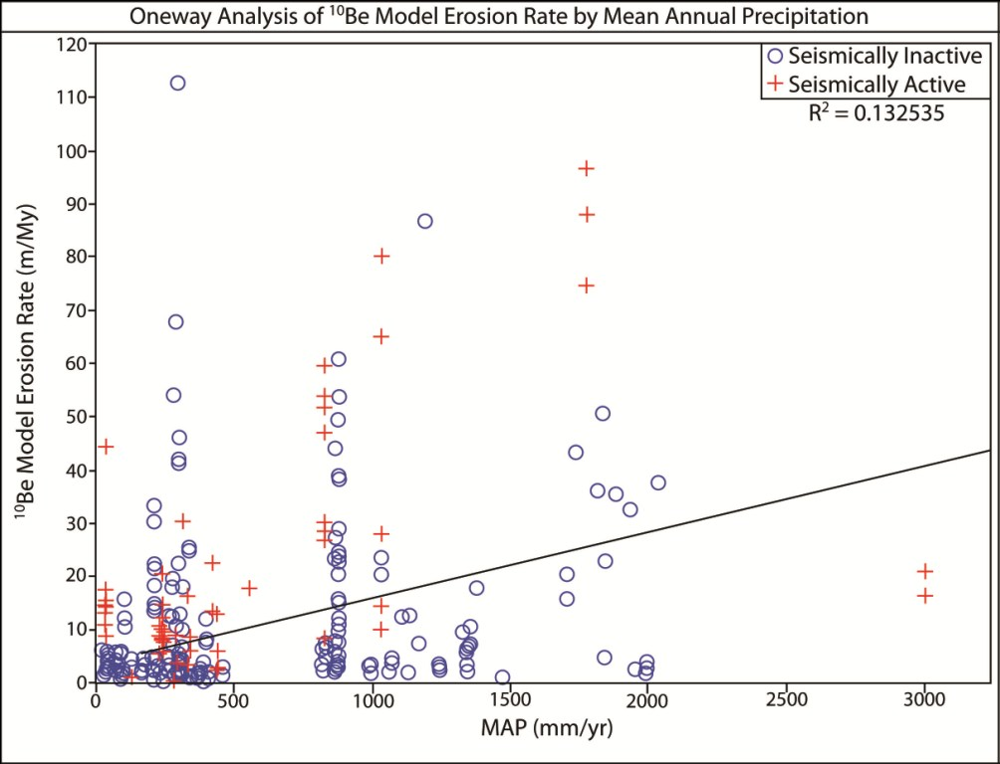 Oneway Analysis of ¹⁰Be Model Erosion Rate by Mean Annual Precipitation
Seismically Inactive
Seismically Active
R² = 0.132535
¹⁰Be Model Erosion Rate (m/My)
120
110
100
90
80
70
60
50
40
30
20
10
0
0 500 1000 1500 2000 2500 3000
MAP (mm/yr)